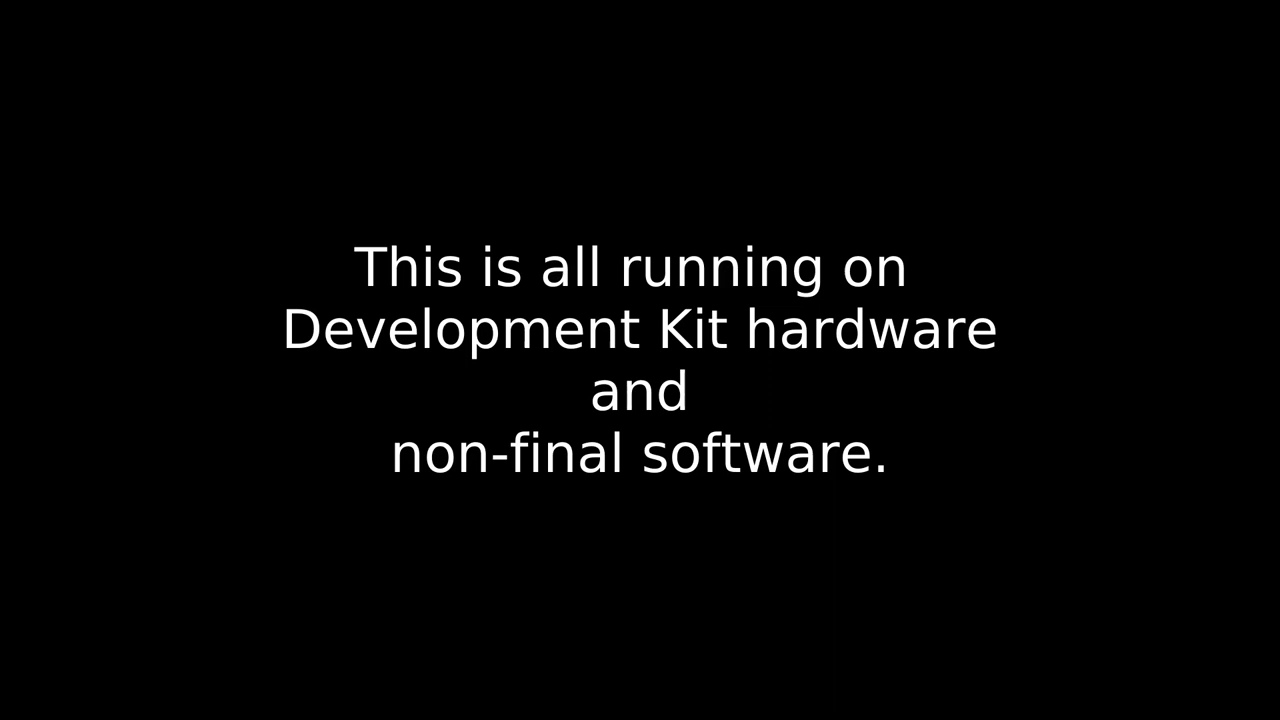 This is all running on
Development Kit hardware
and
non-final software.